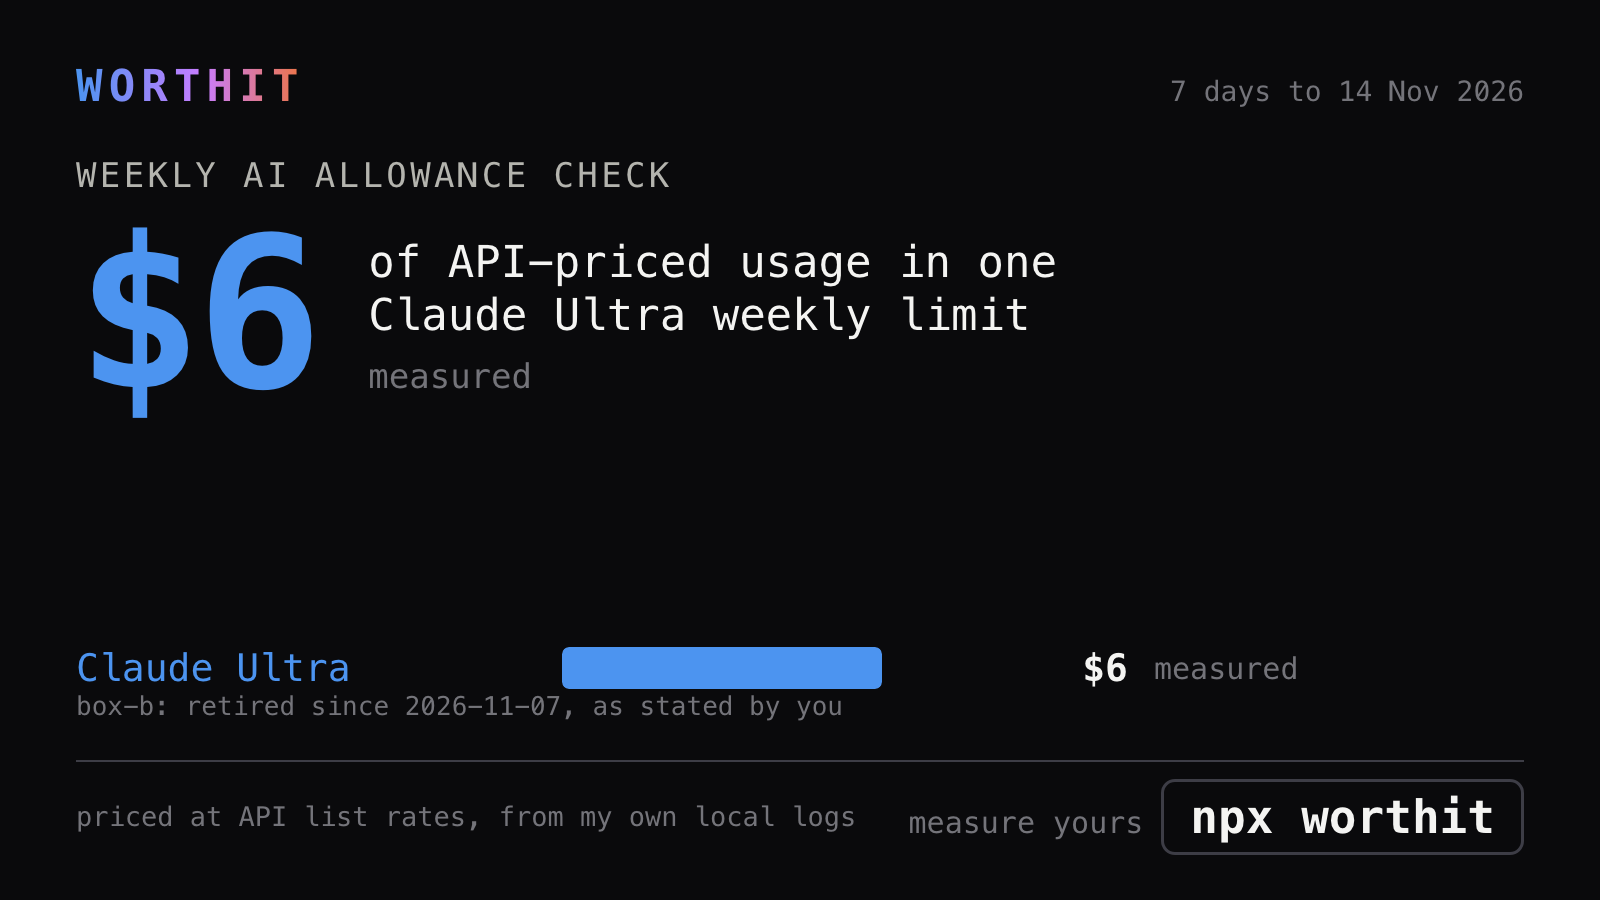 WORTHIT
7 days to 14 Nov 2026
WEEKLY AI ALLOWANCE CHECK
$6
of API-priced usage in one
Claude Ultra weekly limit
measured
Claude Ultra
$6 measured
box-b: retired since 2026-11-07, as stated by you
priced at API list rates, from my own local logs
measure yours
npx worthit